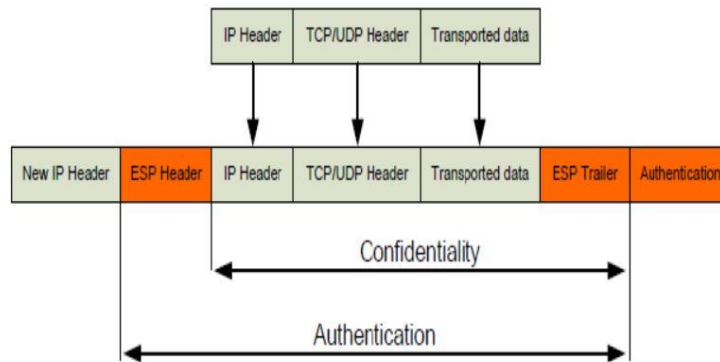 IP Header TCP/UDP Header Transported data
New IP Header ESP Header IP Header TCP/UDP Header Transported data ESP Trailer Authentication
Confidentiality
Authentication